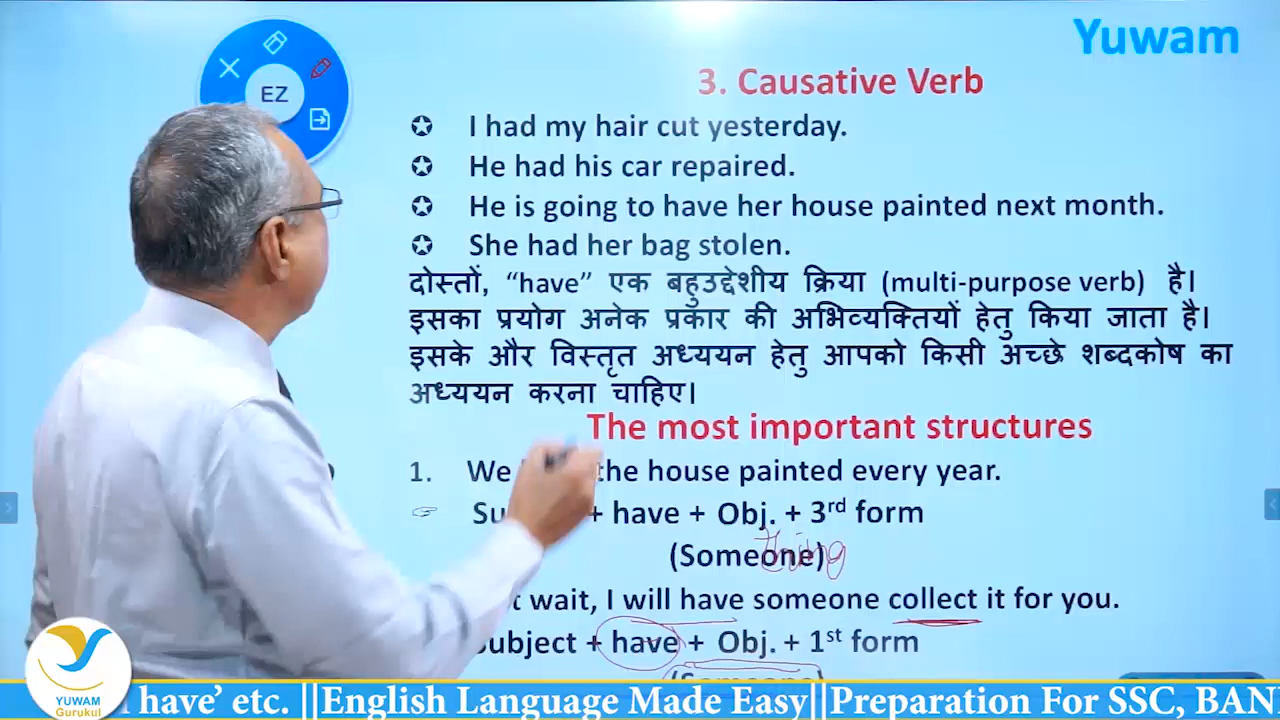 Yuwam
EZ
3. Causative Verb
✪ I had my hair cut yesterday.
✪ He had his car repaired.
✪ He is going to have her house painted next month.
✪ She had her bag stolen.
दोस्तों, “have” एक बहुउद्देशीय क्रिया (multi-purpose verb) है।
इसका प्रयोग अनेक प्रकार की अभिव्यक्तियों हेतु किया जाता है।
इसके और विस्तृत अध्ययन हेतु आपको किसी अच्छे शब्दकोष का
अध्ययन करना चाहिए।
The most important structures
1. We the house painted every year.
☞ + have + Obj. + 3rd form
(Someone)
thing
wait, I will have someone collect it for you.
ubject + have + Obj. + 1st form
(Someone)
have’ etc. ||English Language Made Easy||Preparation For SSC, BAN
YUWAM
Gurukul